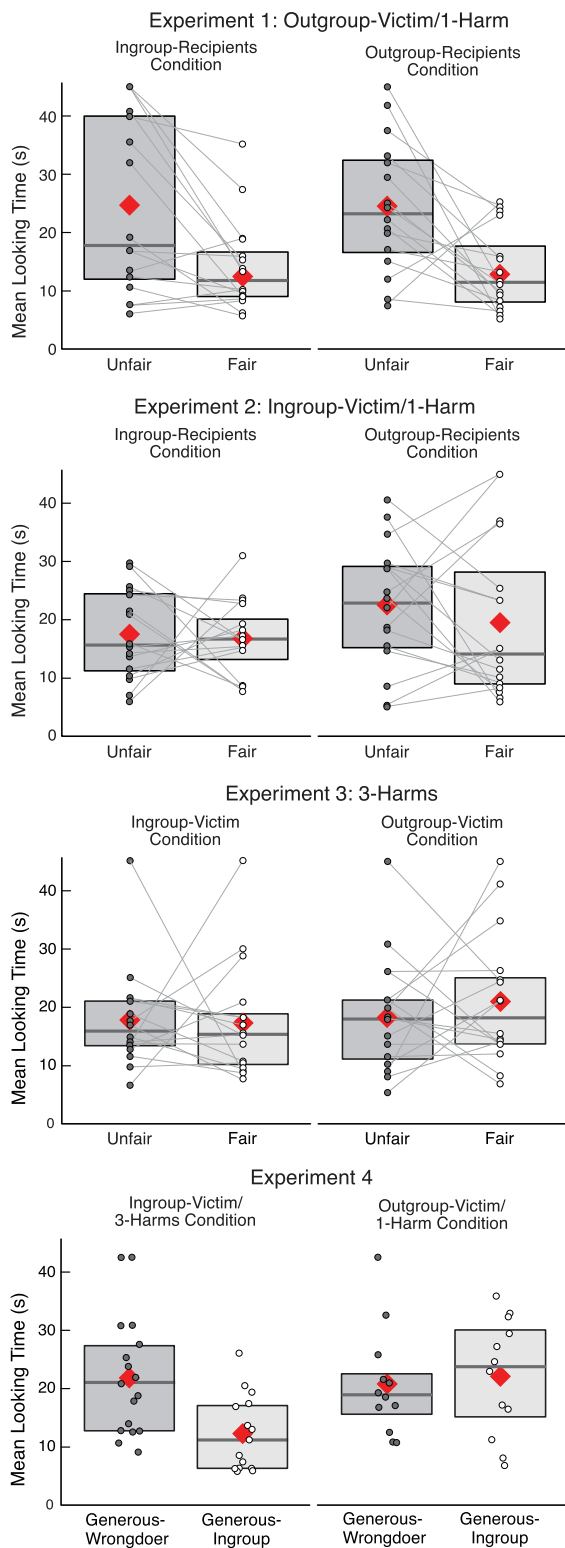 Experiment 1: Outgroup-Victim/1-Harm
Ingroup-Recipients
Condition
Outgroup-Recipients
Condition
Mean Looking Time (s)
40
30
20
10
0
Unfair
Fair
Unfair
Fair
Experiment 2: Ingroup-Victim/1-Harm
Ingroup-Recipients
Condition
Outgroup-Recipients
Condition
Mean Looking Time (s)
40
30
20
10
0
Unfair
Fair
Unfair
Fair
Experiment 3: 3-Harms
Ingroup-Victim
Condition
Outgroup-Victim
Condition
Mean Looking Time (s)
40
30
20
10
0
Unfair
Fair
Unfair
Fair
Experiment 4
Ingroup-Victim/
3-Harms Condition
Outgroup-Victim/
1-Harm Condition
Mean Looking Time (s)
40
30
20
10
0
Generous-
Wrongdoer
Generous-
Ingroup
Generous-
Wrongdoer
Generous-
Ingroup